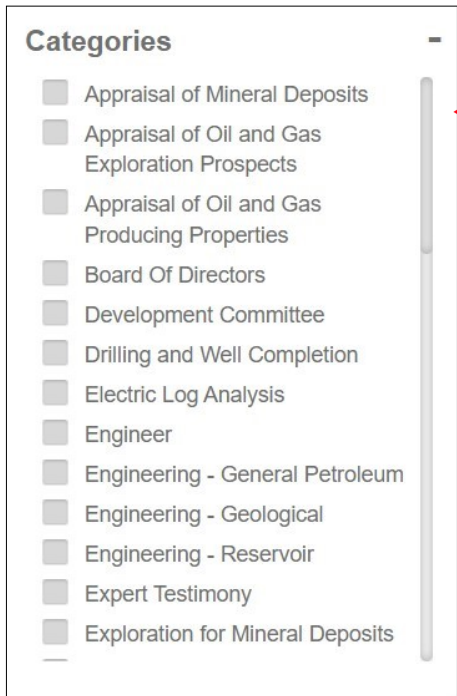 Categories -
Appraisal of Mineral Deposits
Appraisal of Oil and Gas
Exploration Prospects
Appraisal of Oil and Gas
Producing Properties
Board Of Directors
Development Committee
Drilling and Well Completion
Electric Log Analysis
Engineer
Engineering - General Petroleum
Engineering - Geological
Engineering - Reservoir
Expert Testimony
Exploration for Mineral Deposits